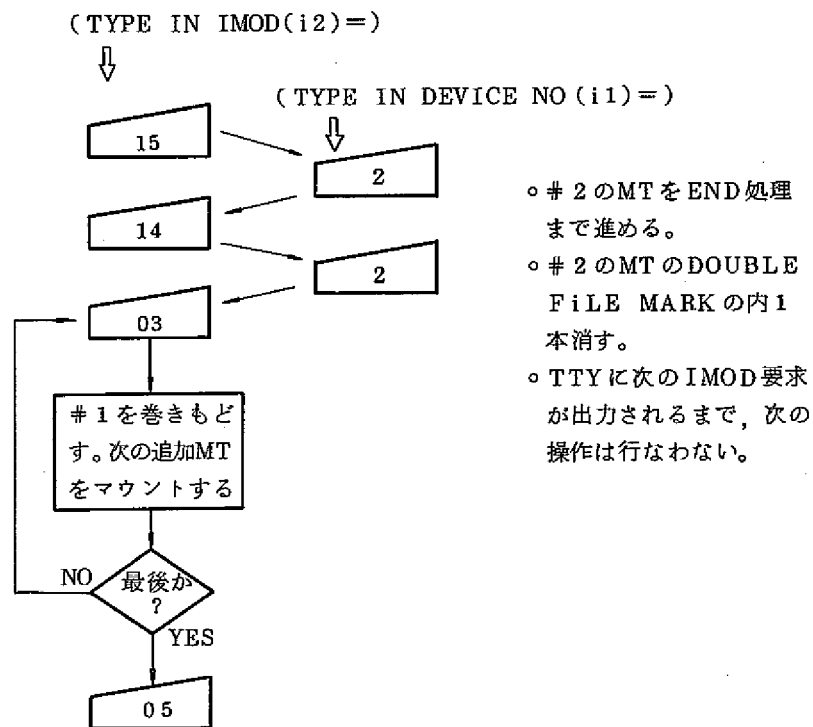 (TYPE IN IMOD(i2)=)
(TYPE IN DEVICE NO(i1)=)
15
2
14
2
03
#1を巻きもど
す。次の追加MT
をマウントする
NO
最後か
?
YES
05
○#2のMTをEND処理
まで進める。
○#2のMTのDOUBLE
FiLE MARKの内1
本消す。
○TTYに次のIMOD要求
が出力されるまで,次の
操作は行なわない。